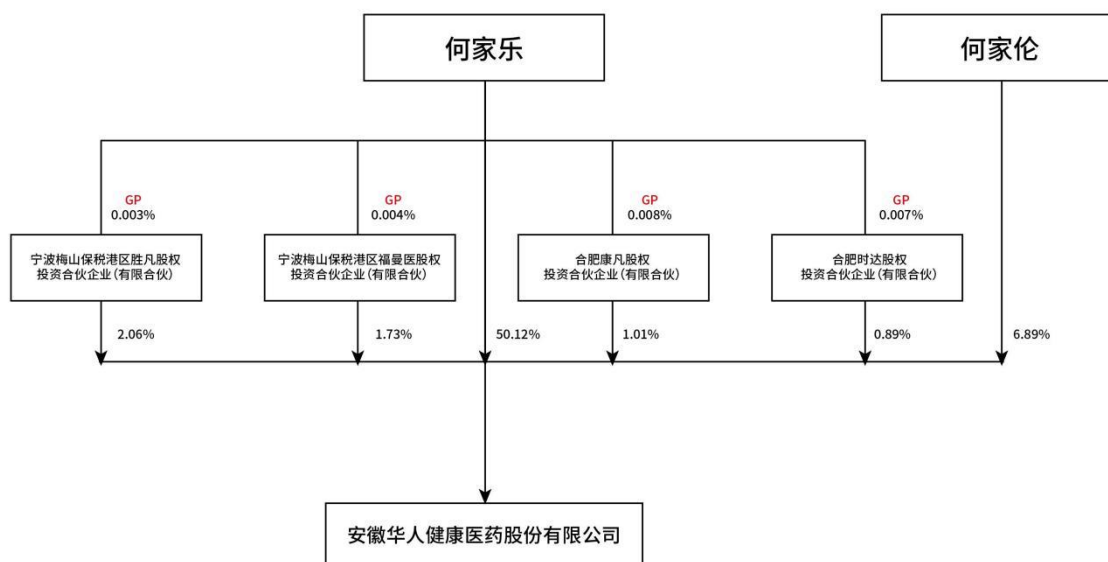 何家乐
何家伦
GP
0.003%
GP
0.004%
GP
0.008%
GP
0.007%
宁波梅山保税港区胜凡股权
投资合伙企业(有限合伙)
宁波梅山保税港区福曼医股权
投资合伙企业(有限合伙)
合肥康凡股权
投资合伙企业(有限合伙)
合肥时达股权
投资合伙企业(有限合伙)
2.06%
1.73%
50.12%
1.01%
0.89%
6.89%
安徽华人健康医药股份有限公司